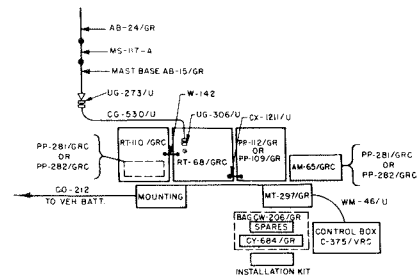 AB-24/GR
MS-117-A
MAST BASE AB-15/GR
UG-273/U
W-142
CG-530/U
UG-306/U
CX-1211/U
PP-281/GRC
OR
PP-282/GRC
RT-110/GRC
RT-68/GRC
PP-112/GR
OR
PP-109/GR
AM-65/GRC
PP-281/GRC
OR
PP-282/GRC
CO-212
TO VEH BATT.
MOUNTING
MT-297/GR
WM-46/U
BAG CW-206/GR
SPARES
CY-684/GR
CONTROL BOX
C-375/VRC
INSTALLATION KIT